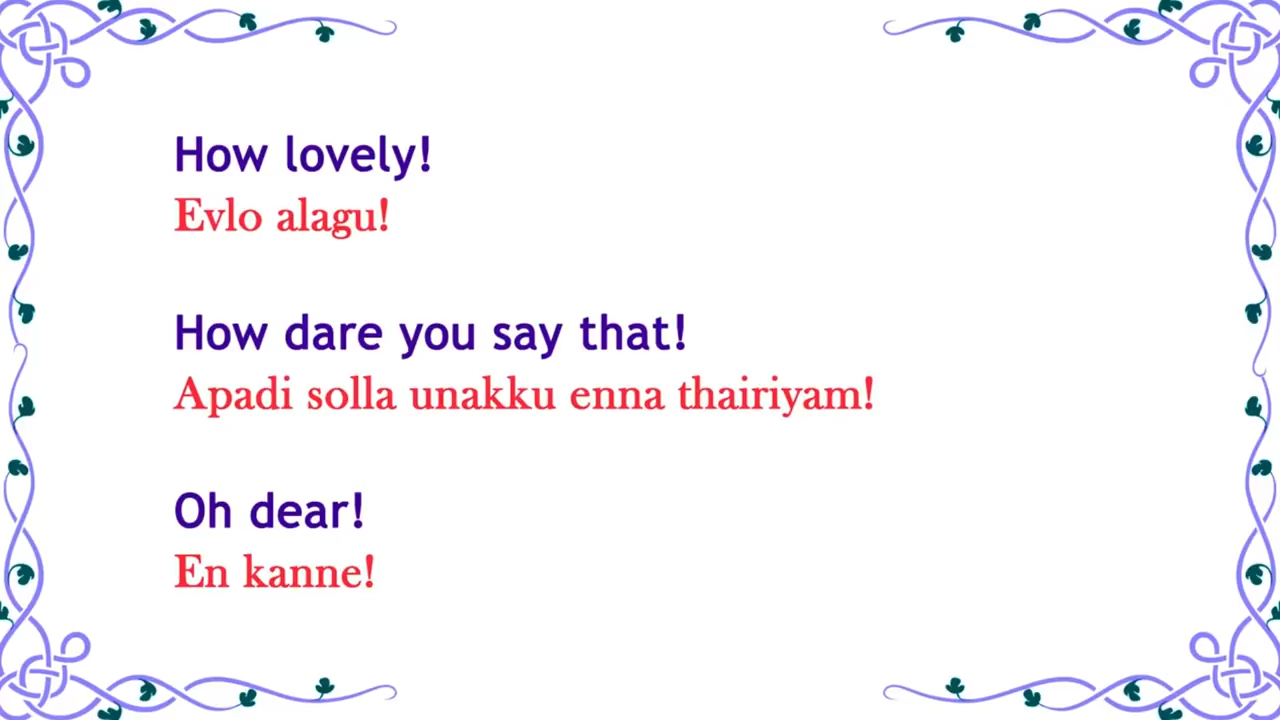 How lovely!
Evlo alagu!
How dare you say that!
Apadi solla unakku enna thairiyam!
Oh dear!
En kanne!